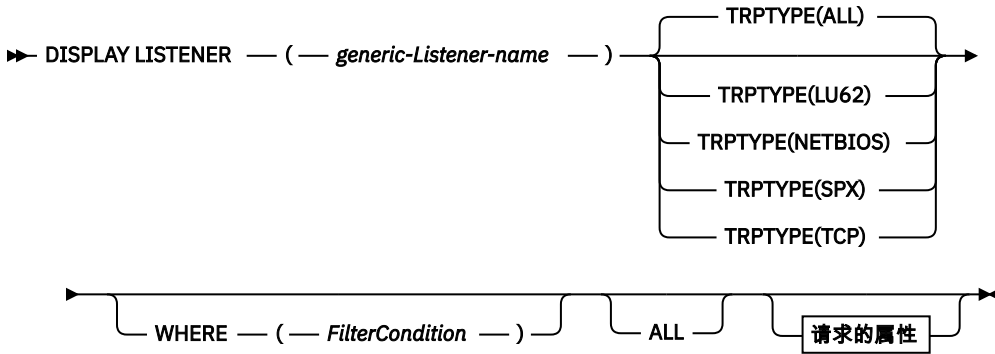 TRPTYPE(ALL)
DISPLAY LISTENER ( generic-Listener-name )
TRPTYPE(LU62)
TRPTYPE(NETBIOS)
TRPTYPE(SPX)
TRPTYPE(TCP)
WHERE ( FilterCondition ) ALL 请求的属性